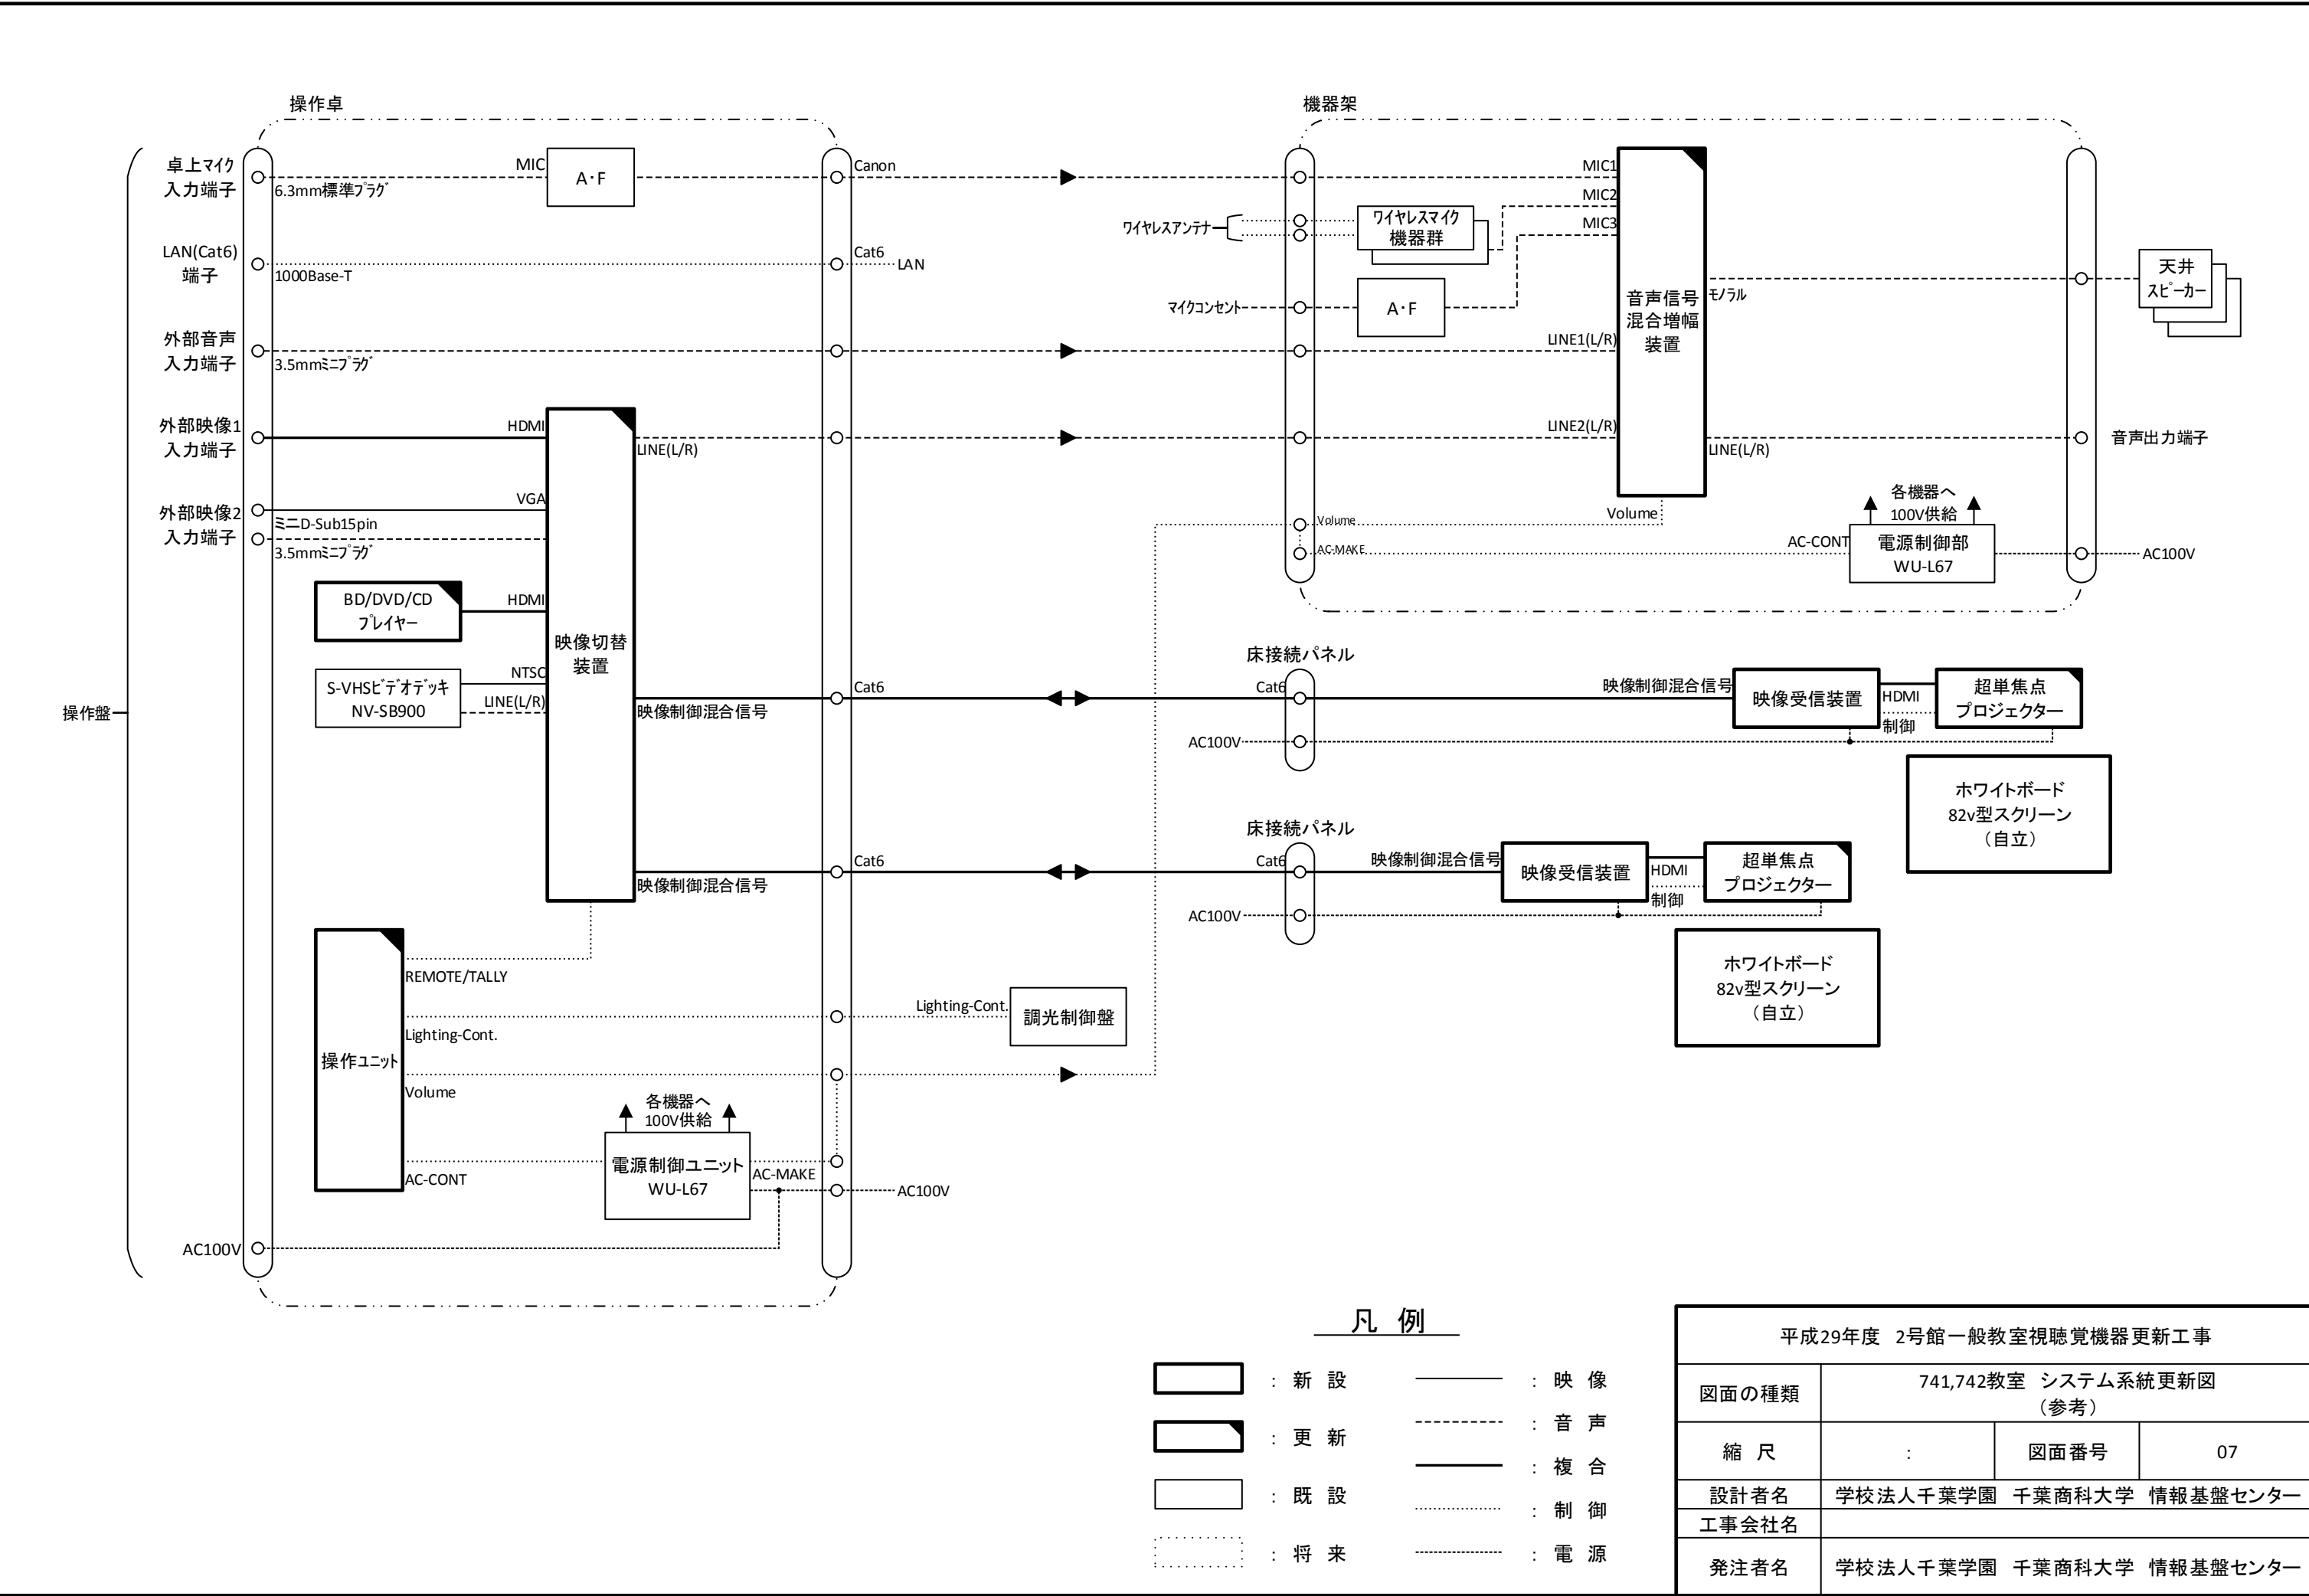 操作卓
機器架
卓上マイク
入力端子
6.3mm標準ﾌﾟﾗｸﾞ
MIC
A・F
Canon
MIC1
MIC2
MIC3
ワイヤレスアンテナ
ワイヤレスマイク
機器群
LAN(Cat6)
端子
1000Base-T
Cat6
LAN
マイクコンセント
A・F
音声信号
混合増幅
装置
モノラル
天井
スピーカー
外部音声
入力端子
3.5mmﾐﾆﾌﾟﾗｸﾞ
LINE1(L/R)
外部映像1
入力端子
HDMI
LINE(L/R)
LINE2(L/R)
LINE(L/R)
音声出力端子
外部映像2
入力端子
VGA
ミニD-Sub15pin
3.5mmﾐﾆﾌﾟﾗｸﾞ
Volume
Volume
AC-MAKE
AC-CONT
各機器へ
100V供給
電源制御部
WU-L67
AC100V
BD/DVD/CD
プレイヤー
HDMI
映像切替
装置
S-VHSビデオデッキ
NV-SB900
NTSC
LINE(L/R)
操作盤
映像制御混合信号
Cat6
床接続パネル
Cat6
AC100V
映像制御混合信号
映像受信装置
HDMI
制御
超単焦点
プロジェクター
ホワイトボード
82v型スクリーン
（自立）
映像制御混合信号
Cat6
床接続パネル
Cat6
AC100V
映像制御混合信号
映像受信装置
HDMI
制御
超単焦点
プロジェクター
ホワイトボード
82v型スクリーン
（自立）
操作ユニット
REMOTE/TALLY
Lighting-Cont.
Lighting-Cont.
調光制御盤
Volume
AC-CONT
各機器へ
100V供給
電源制御ユニット
WU-L67
AC-MAKE
AC100V
AC100V
凡 例
： 新 設
： 更 新
： 既 設
： 将 来
： 映 像
： 音 声
： 複 合
： 制 御
： 電 源
平成29年度 2号館一般教室視聴覚機器更新工事
図面の種類
741,742教室 システム系統更新図
（参考）
縮 尺
：
図面番号
07
設計者名
学校法人千葉学園 千葉商科大学 情報基盤センター
工事会社名
発注者名
学校法人千葉学園 千葉商科大学 情報基盤センター